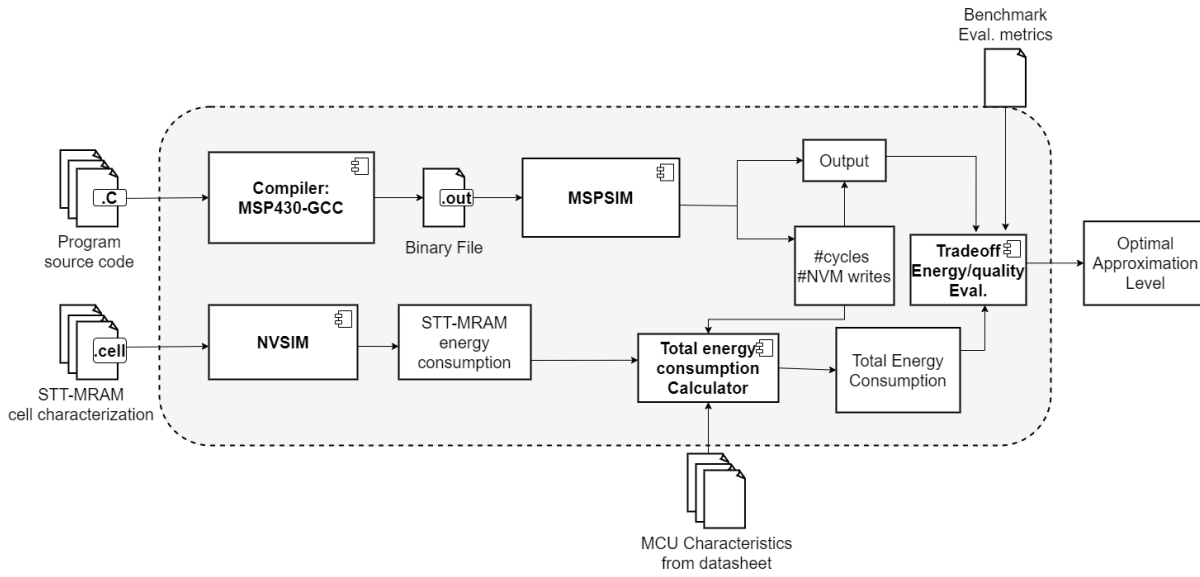 Benchmark
Eval. metrics
.C
Program
source code
Compiler:
MSP430-GCC
.out
Binary File
MSPSIM
Output
#cycles
#NVM writes
Tradeoff
Energy/quality
Eval.
Optimal
Approximation
Level
.cell
STT-MRAM
cell characterization
NVSIM
STT-MRAM
energy
consumption
Total energy
consumption
Calculator
Total Energy
Consumption
MCU Characteristics
from datasheet